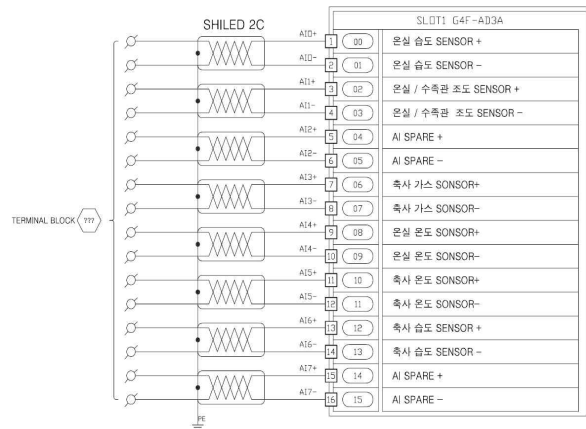 SHILED 2C
SLOT1 G4F-AD3A
AI0+ 1 00 온실 습도 SENSOR +
AI0- 2 01 온실 습도 SENSOR -
AI1+ 3 02 온실 / 수족관 조도 SENSOR +
AI1- 4 03 온실 / 수족관 조도 SENSOR -
AI2+ 5 04 AI SPARE +
AI2- 6 05 AI SPARE -
AI3+ 7 06 축사 가스 SONSOR+
AI3- 8 07 축사 가스 SONSOR-
TERMINAL BLOCK ???
AI4+ 9 08 온실 온도 SONSOR+
AI4- 10 09 온실 온도 SONSOR-
AI5+ 11 10 축사 온도 SONSOR+
AI5- 12 11 축사 온도 SONSOR-
AI6+ 13 12 축사 습도 SENSOR +
AI6- 14 13 축사 습도 SENSOR -
AI7+ 15 14 AI SPARE +
AI7- 16 15 AI SPARE -
PE